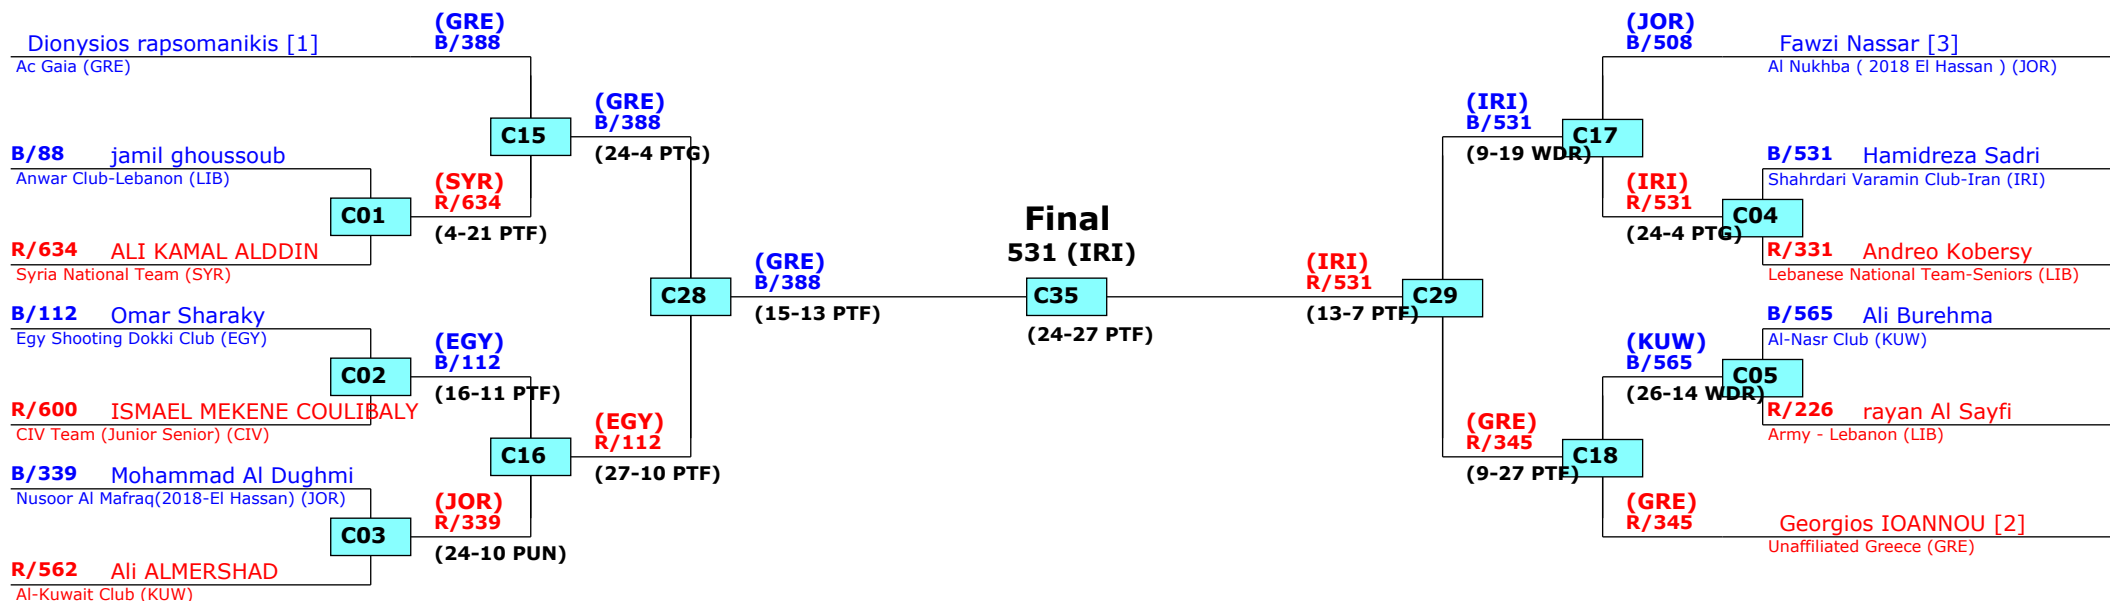 (GRE)
B/388
Dionysios rapsomanikis [1]
Ac Gaia (GRE)
B/88 jamil ghoussoub
Anwar Club-Lebanon (LIB)
C01
R/634 ALI KAMAL ALDDIN
Syria National Team (SYR)
(SYR)
R/634
(4-21 PTF)
C15
(GRE)
B/388
(24-4 PTG)
B/112 Omar Sharaky
Egy Shooting Dokki Club (EGY)
C02
R/600 ISMAEL MEKENE COULIBALY
CIV Team (Junior Senior) (CIV)
(EGY)
B/112
(16-11 PTF)
B/339 Mohammad Al Dughmi
Nusoor Al Mafraq(2018-El Hassan) (JOR)
C03
R/562 Ali ALMERSHAD
Al-Kuwait Club (KUW)
(JOR)
R/339
(24-10 PUN)
C16
(EGY)
R/112
(27-10 PTF)
C28
(GRE)
B/388
(15-13 PTF)
Final
531 (IRI)
C35
(24-27 PTF)
(IRI)
R/531
(13-7 PTF)
C29
(IRI)
B/531
(9-19 WDR)
C17
(JOR)
B/508
Fawzi Nassar [3]
Al Nukhba ( 2018 El Hassan ) (JOR)
(IRI)
R/531
(24-4 PTG)
C04
B/531 Hamidreza Sadri
Shahrdari Varamin Club-Iran (IRI)
R/331 Andreo Kobersy
Lebanese National Team-Seniors (LIB)
(GRE)
R/345
(9-27 PTF)
C18
(KUW)
B/565
(26-14 WDR)
C05
B/565 Ali Burehma
Al-Nasr Club (KUW)
R/226 rayan Al Sayfi
Army - Lebanon (LIB)
(GRE)
R/345
Georgios IOANNOU [2]
Unaffiliated Greece (GRE)